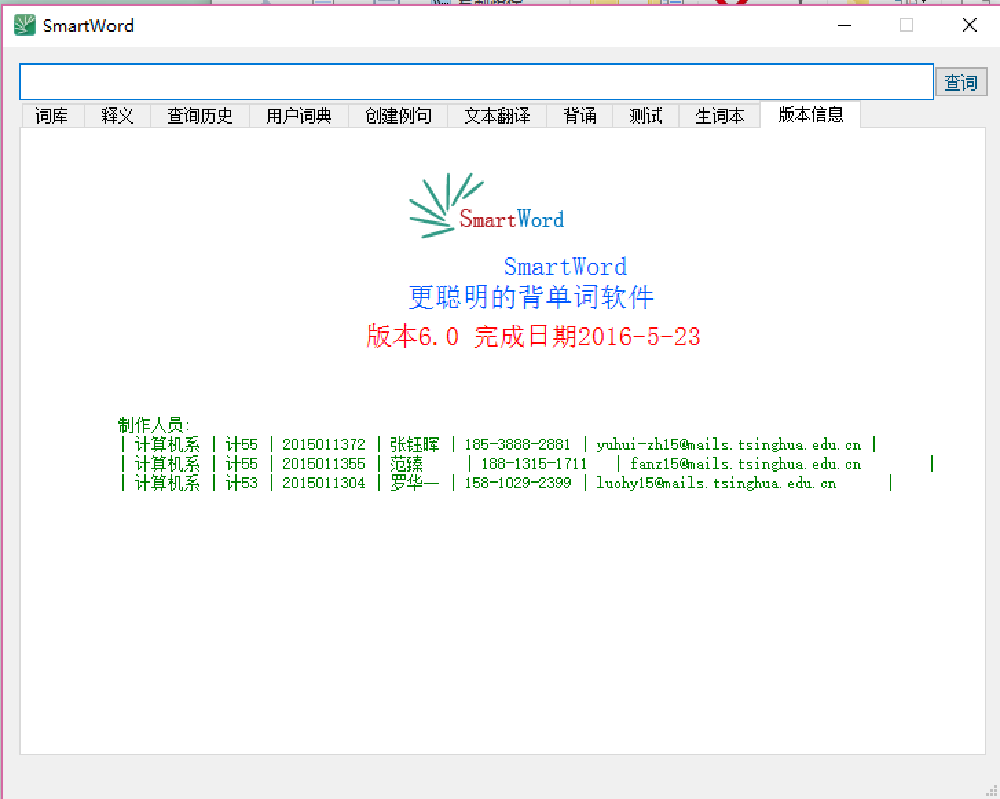 SmartWord
查词
词库 释义 查询历史 用户词典 创建例句 文本翻译 背诵 测试 生词本 版本信息
SmartWord
SmartWord
更聪明的背单词软件
版本6.0 完成日期2016-5-23
制作人员:
| 计算机系 | 计55 | 2015011372 | 张钰晖 | 185-3888-2881 | yuhui-zh15@mails.tsinghua.edu.cn |
| 计算机系 | 计55 | 2015011355 | 范臻 | 188-1315-1711 | fanz15@mails.tsinghua.edu.cn |
| 计算机系 | 计53 | 2015011304 | 罗华一 | 158-1029-2399 | luohy15@mails.tsinghua.edu.cn |